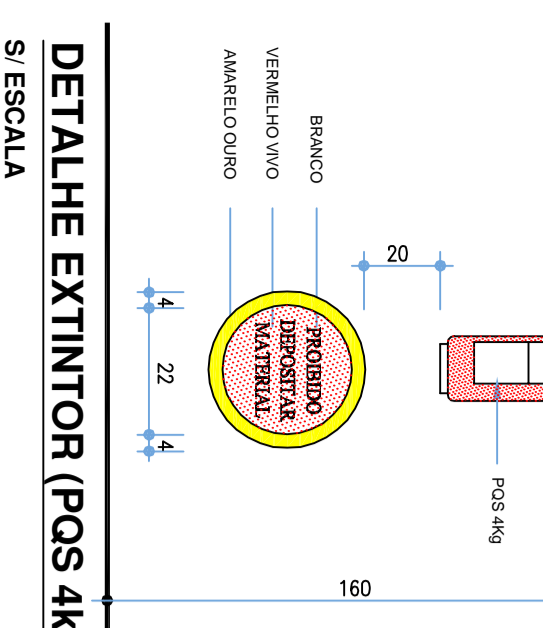 BRANCO
VERMELHO VIVO
AMARELO OURO
20
PROIBIDO
DEPOSITAR
MATERIAL
4
22
4
PQS 4Kg
160
DETALHE EXTINTOR (PQS 4k
S/ ESCALA